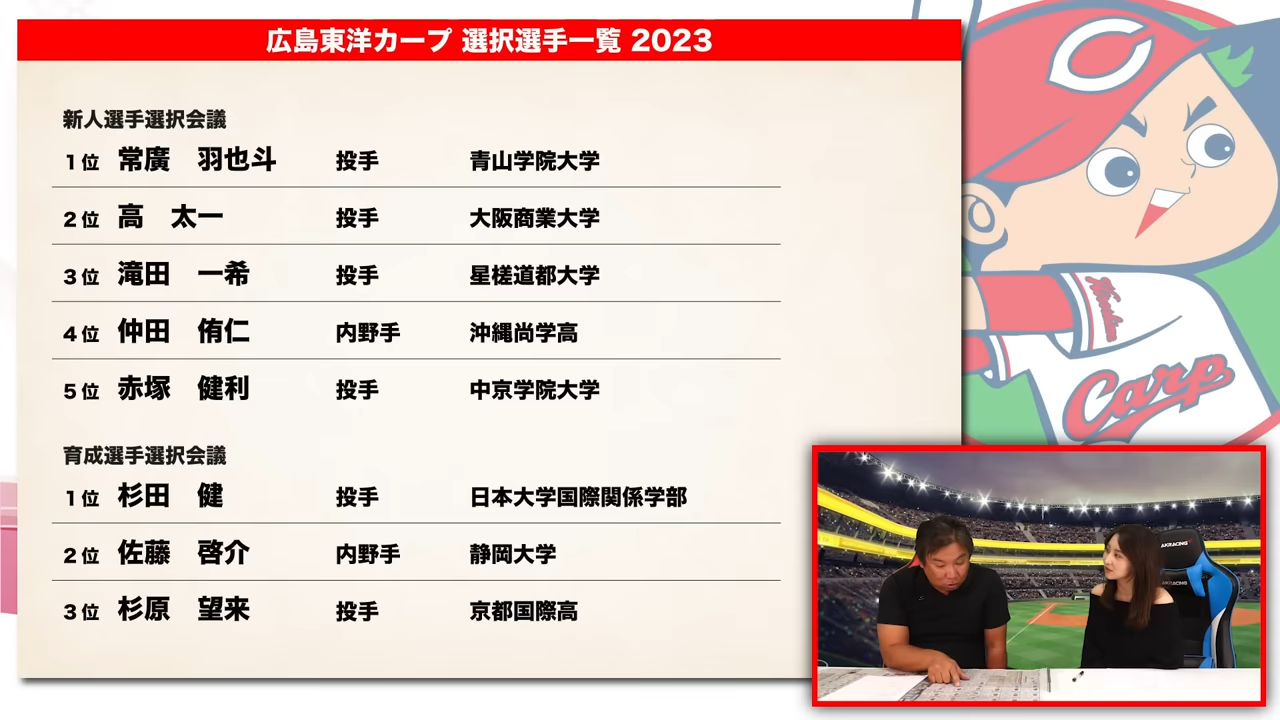 広島東洋カープ 選択選手一覧 2023
新人選手選択会議
1位 常廣 羽也斗 投手 青山学院大学
2位 高 太一 投手 大阪商業大学
3位 滝田 一希 投手 星槎道都大学
4位 仲田 侑仁 内野手 沖縄尚学高
5位 赤塚 健利 投手 中京学院大学
育成選手選択会議
1位 杉田 健 投手 日本大学国際関係学部
2位 佐藤 啓介 内野手 静岡大学
3位 杉原 望来 投手 京都国際高
C
Hiroshima
Carp
AKRACING
AKRACING